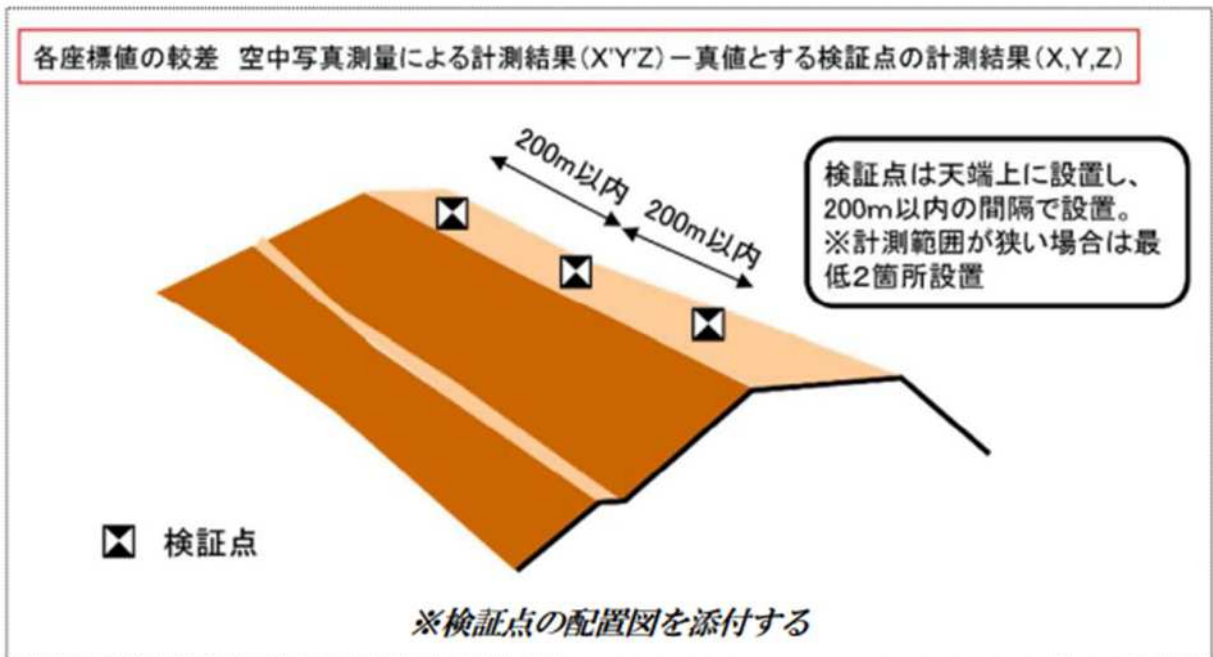 各座標値の較差 空中写真測量による計測結果(X'Y'Z)－真値とする検証点の計測結果(X,Y,Z)
200m以内
200m以内
検証点は天端上に設置し、
200m以内の間隔で設置。
※計測範囲が狭い場合は最
低2箇所設置
検証点
※検証点の配置図を添付する